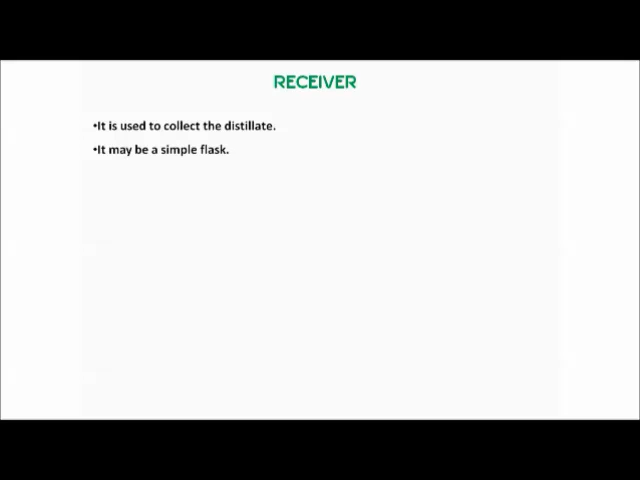 RECEIVER
•It is used to collect the distillate.
•It may be a simple flask.